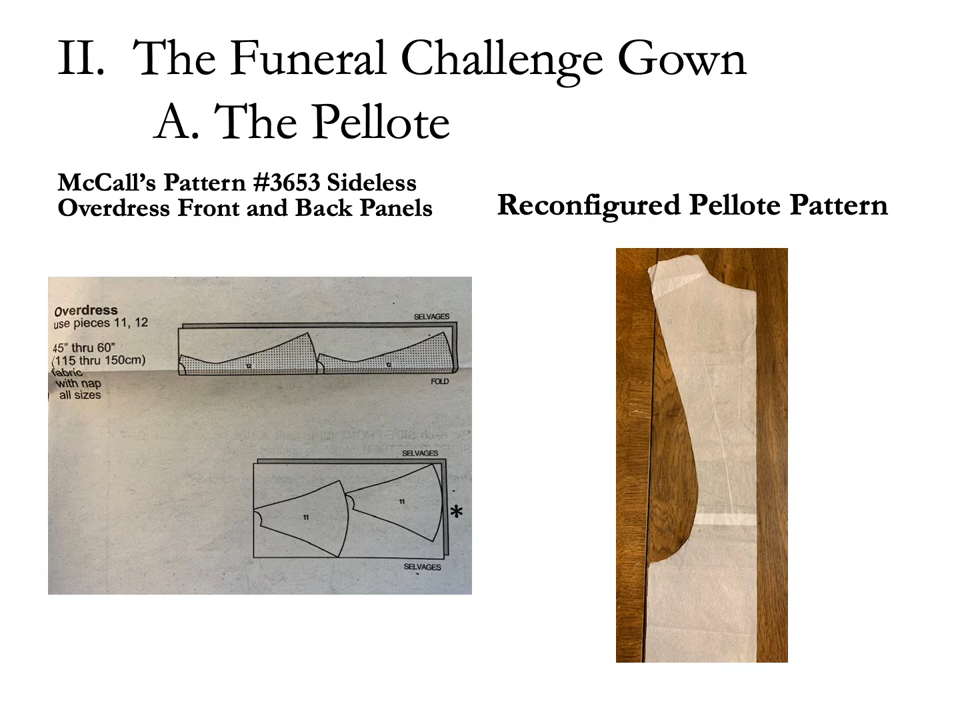 II. The Funeral Challenge Gown
A. The Pellote
McCall's Pattern #3653 Sideless
Overdress Front and Back Panels
Reconfigured Pellote Pattern
Overdress
use pieces 11, 12
45" thru 60"
(115 thru 150cm)
fabric
with nap
all sizes
SELVAGES
12
12
FOLD
SELVAGES
11
11
*
SELVAGES